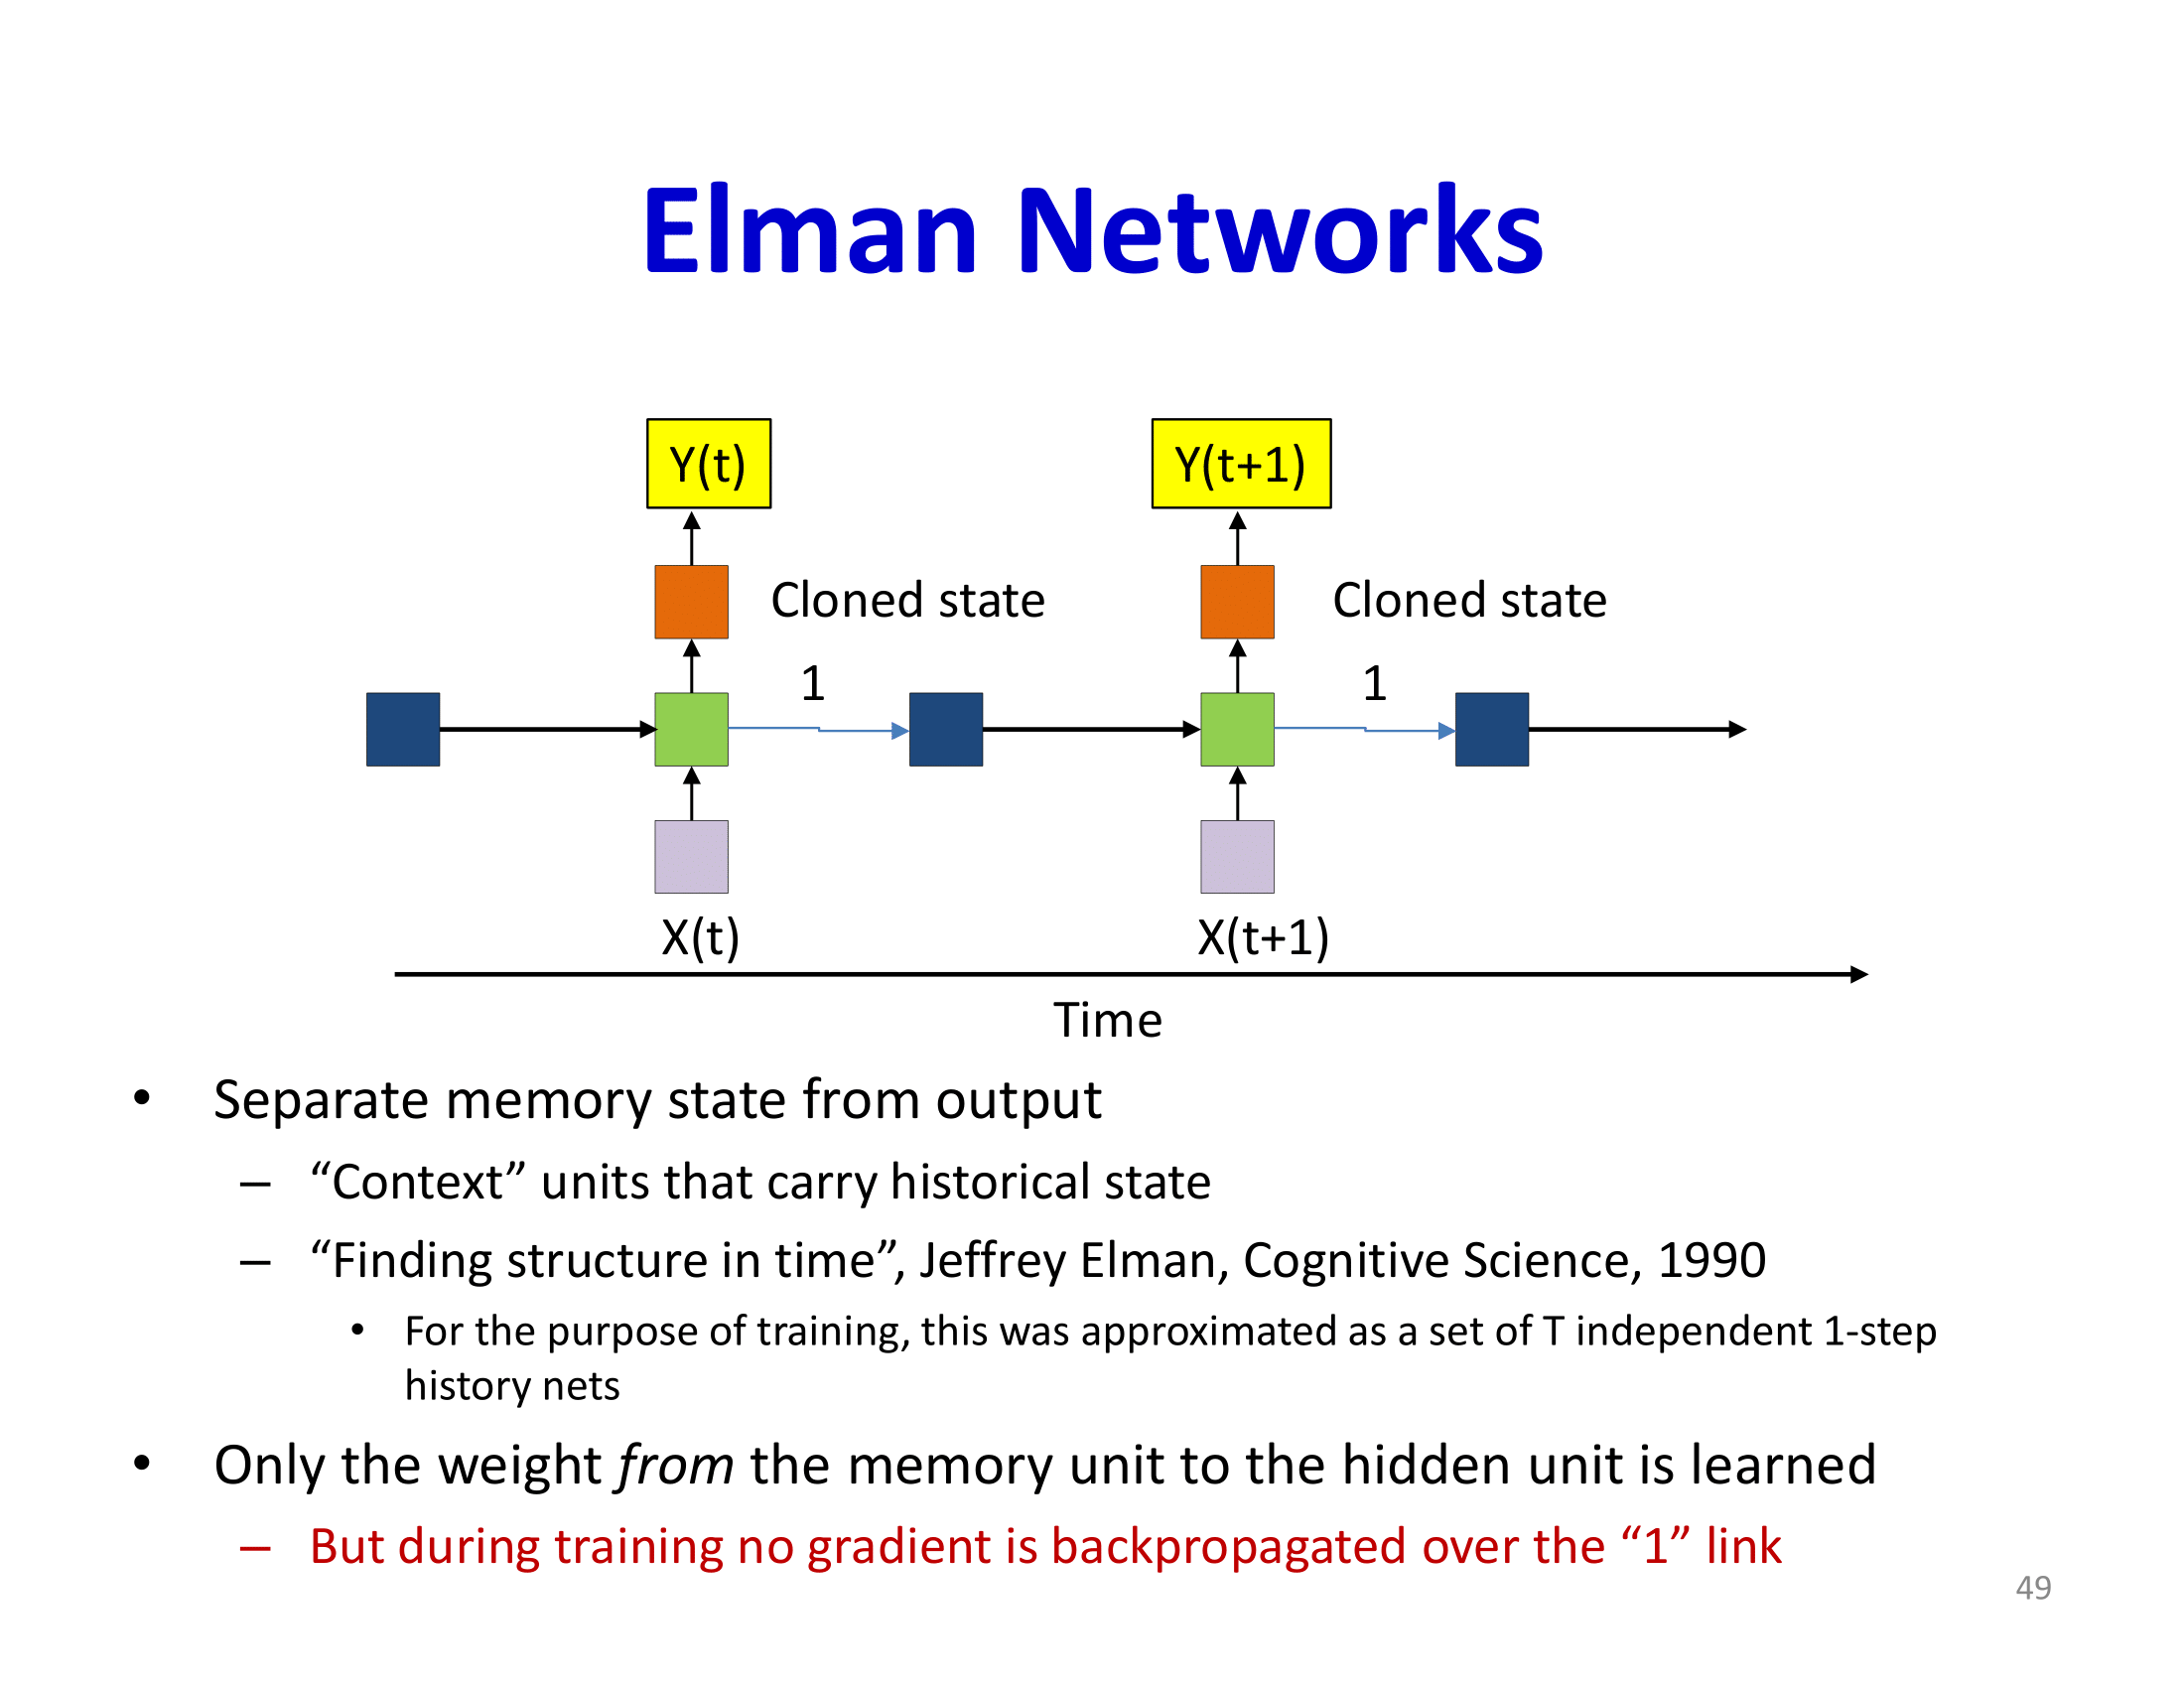 Elman Networks
Y(t)
Y(t+1)
Cloned state
Cloned state
1
1
X(t)
X(t+1)
Time
• Separate memory state from output
– “Context” units that carry historical state
– “Finding structure in time”, Jeffrey Elman, Cognitive Science, 1990
• For the purpose of training, this was approximated as a set of T independent 1-step
history nets
• Only the weight from the memory unit to the hidden unit is learned
– But during training no gradient is backpropagated over the “1” link
49